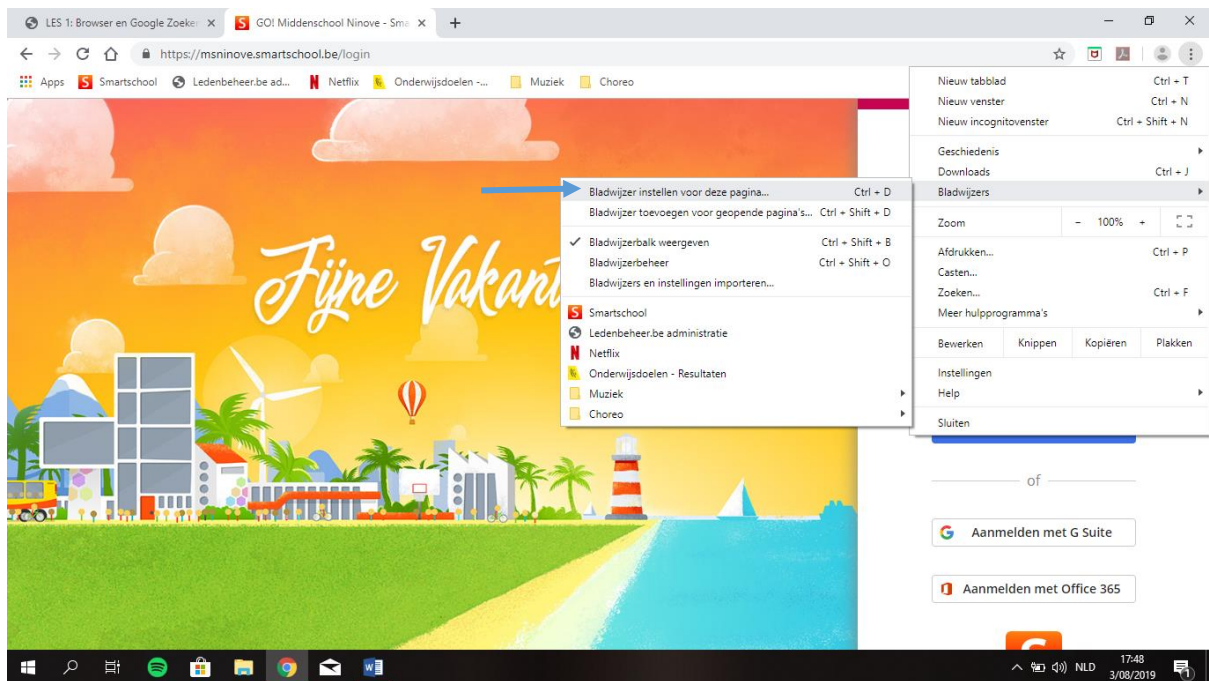 LES 1: Browser en Google Zoeke
GO! Middenschool Ninove - Sma
https://msninove.smartschool.be/login
Apps
Smartschool
Ledenbeheer.be ad...
Netflix
Onderwijsdoelen -...
Muziek
Choreo
Nieuw tabblad Ctrl + T
Nieuw venster Ctrl + N
Nieuw incognitovenster Ctrl + Shift + N
Geschiedenis
Downloads Ctrl + J
Bladwijzers
Zoom - 100% +
Afdrukken... Ctrl + P
Casten...
Zoeken... Ctrl + F
Meer hulpprogramma's
Bewerken Knippen Kopiëren Plakken
Instellingen
Help
Sluiten
Bladwijzer instellen voor deze pagina... Ctrl + D
Bladwijzer toevoegen voor geopende pagina's... Ctrl + Shift + D
Bladwijzerbalk weergeven Ctrl + Shift + B
Bladwijzerbeheer Ctrl + Shift + O
Bladwijzers en instellingen importeren...
Smartschool
Ledenbeheer.be administratie
Netflix
Onderwijsdoelen - Resultaten
Muziek
Choreo
Fijne Vakant
of
Aanmelden met G Suite
Aanmelden met Office 365
NLD
17:48
3/08/2019